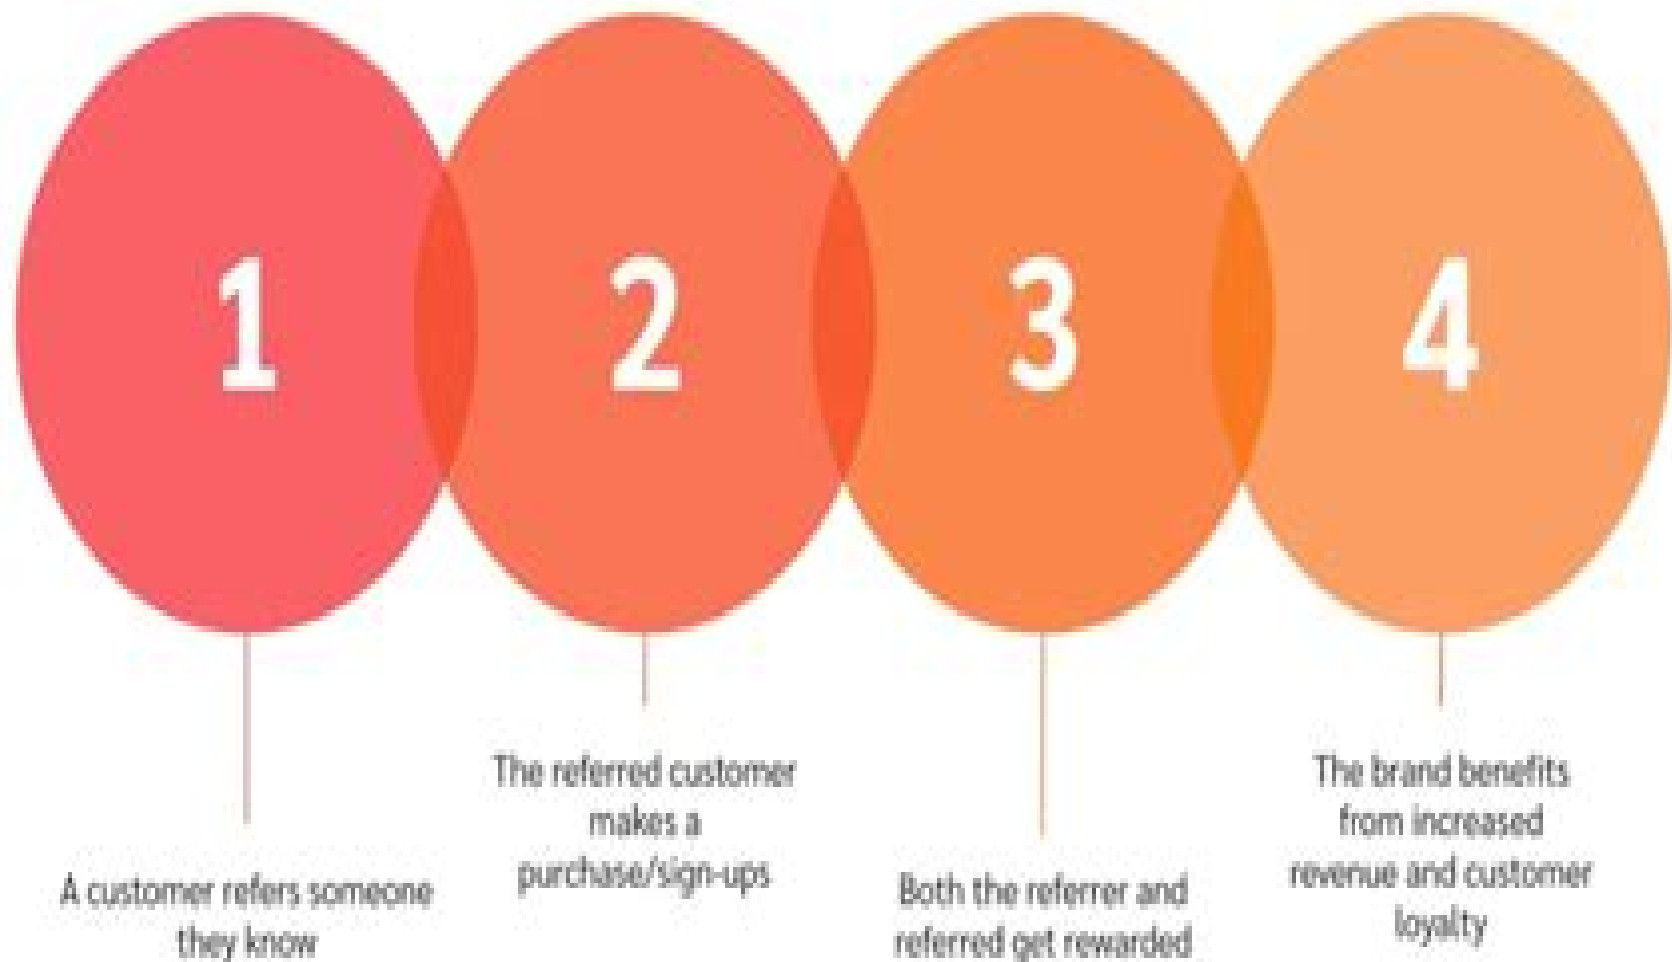 1
2
3
4
A customer refers someone
they know
The referred customer
makes a
purchase/sign-ups
Both the referrer and
referred get rewarded
The brand benefits
from increased
revenue and customer
loyalty